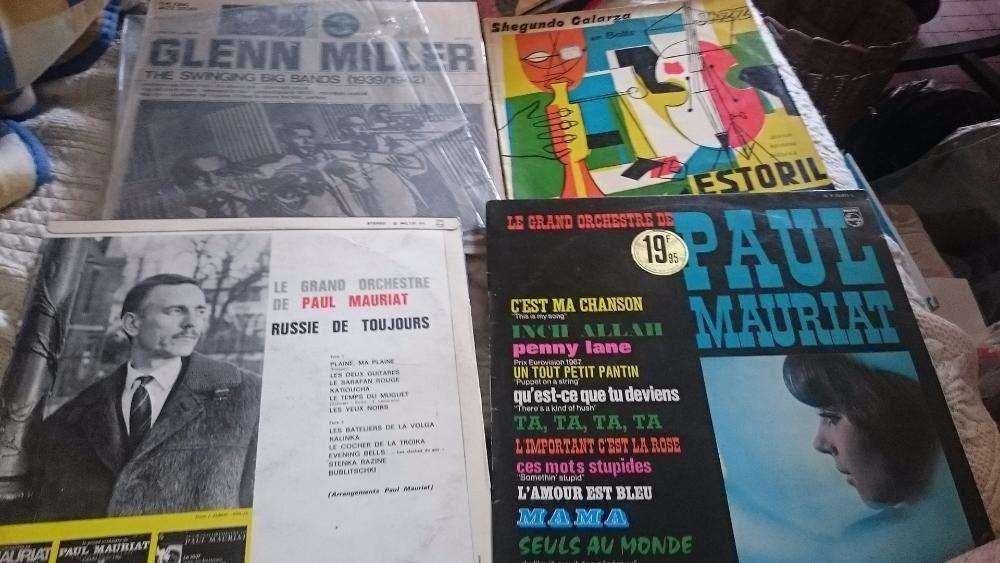 GLENN MILLER
THE SWINGING BIG BANDS (1939/1942)
Shegundo Galarza
ESTORIL
STEREO
LE GRAND ORCHESTRE
DE PAUL MAURIAT
RUSSIE DE TOUJOURS
PLAINE, MA PLAINE
LES DEUX GUITARES
LE SARAFAN ROUGE
KATIOUCHA
LE TEMPS DU MUGUET
LES YEUX NOIRS
LES BATELIERS DE LA VOLGA
KALINKA
LE COCHER DE LA TROIKA
EVENING BELLS
STENKA RAZINE
BUBLITSCHKI
(Arrangements Paul Mauriat)
MAURIAT
PAUL MAURIAT
PAUL MAURIAT
LE GRAND ORCHESTRE DE
PAUL
MAURIAT
19F95
PHILIPS
C'EST MA CHANSON
"This is my song"
INCH ALLAH
penny lane
Prix Eurovision 1967
UN TOUT PETIT PANTIN
"Puppet on a string"
qu'est-ce que tu deviens
"There's a kind of hush"
TA, TA, TA, TA
L'IMPORTANT C'EST LA ROSE
ces mots stupides
"Somethin' stupid"
L'AMOUR EST BLEU
MAMA
SEULS AU MONDE